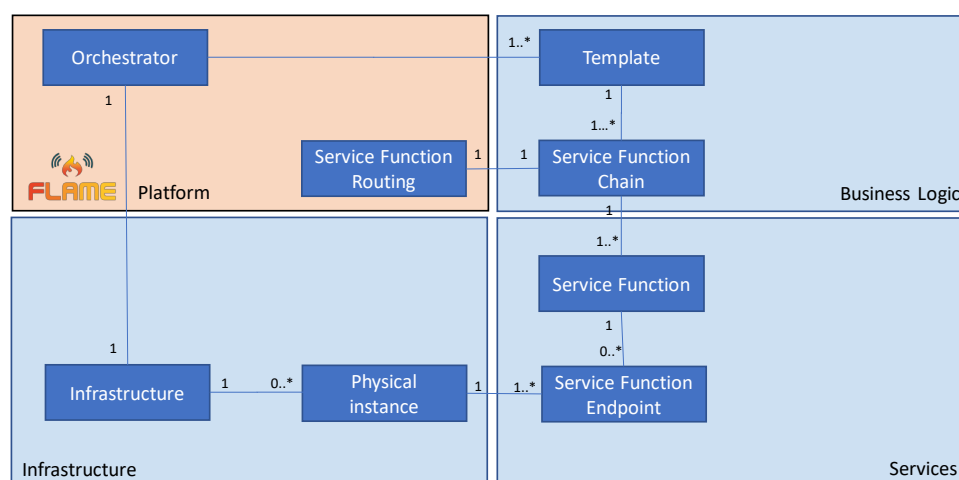 Orchestrator
1..*
Template
1
1
1...*
Service Function
Routing
1
1
Service Function
Chain
FLAME
Platform
1
Business Logic
1..*
Service Function
1
1
0..*
Infrastructure
1
0..*
Physical
instance
1
1..*
Service Function
Endpoint
Infrastructure
Services